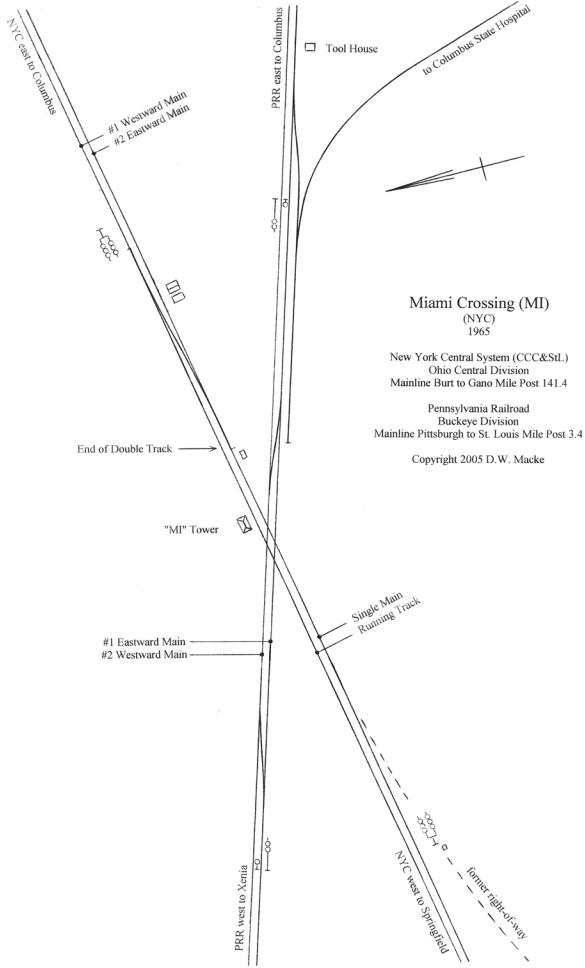 NYC east to Columbus
PRR east to Columbus
Tool House
to Columbus State Hospital
#1 Westward Main
#2 Eastward Main
Miami Crossing (MI)
(NYC)
1965
New York Central System (CCC&StL)
Ohio Central Division
Mainline Burt to Gano Mile Post 141.4
Pennsylvania Railroad
Buckeye Division
Mainline Pittsburgh to St. Louis Mile Post 3.4
Copyright 2005 D.W. Macke
End of Double Track
"MI" Tower
Single Main
Running Track
#1 Eastward Main
#2 Westward Main
PRR west to Xenia
NYC west to Springfield
former right-of-way